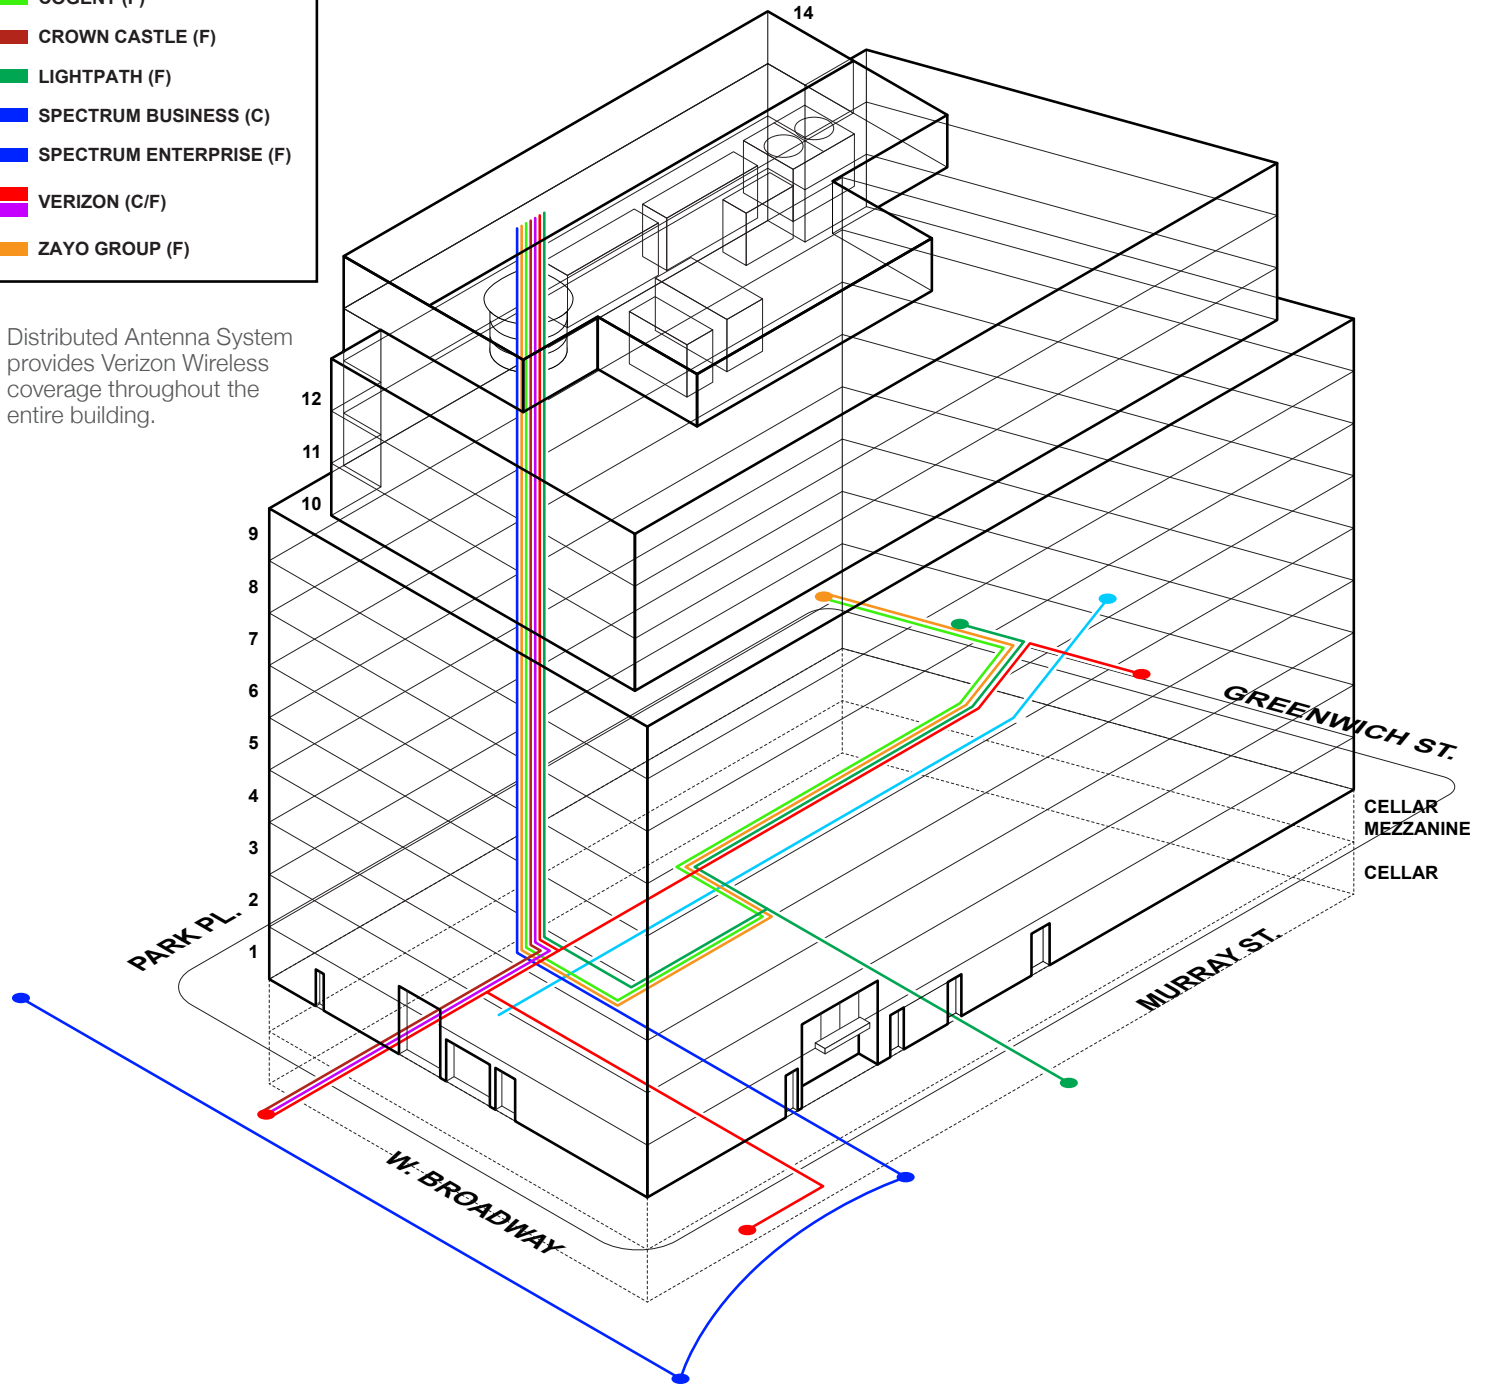 COGENT (F)
CROWN CASTLE (F)
LIGHTPATH (F)
SPECTRUM BUSINESS (C)
SPECTRUM ENTERPRISE (F)
VERIZON (C/F)
ZAYO GROUP (F)
Distributed Antenna System
provides Verizon Wireless
coverage throughout the
entire building.
14
12
11
10
9
8
7
6
5
4
3
2
1
PARK PL.
W. BROADWAY
MURRAY ST.
GREENWICH ST.
CELLAR
MEZZANINE
CELLAR